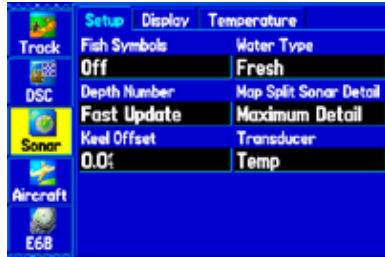 Setup Display Temperature
Track
Fish Symbols Water Type
Off Fresh
DSC
Depth Number Map Split Sonar Detail
Fast Update Maximum Detail
Sonar
Keel Offset Transducer
0.0 Temp
Aircraft
E6B